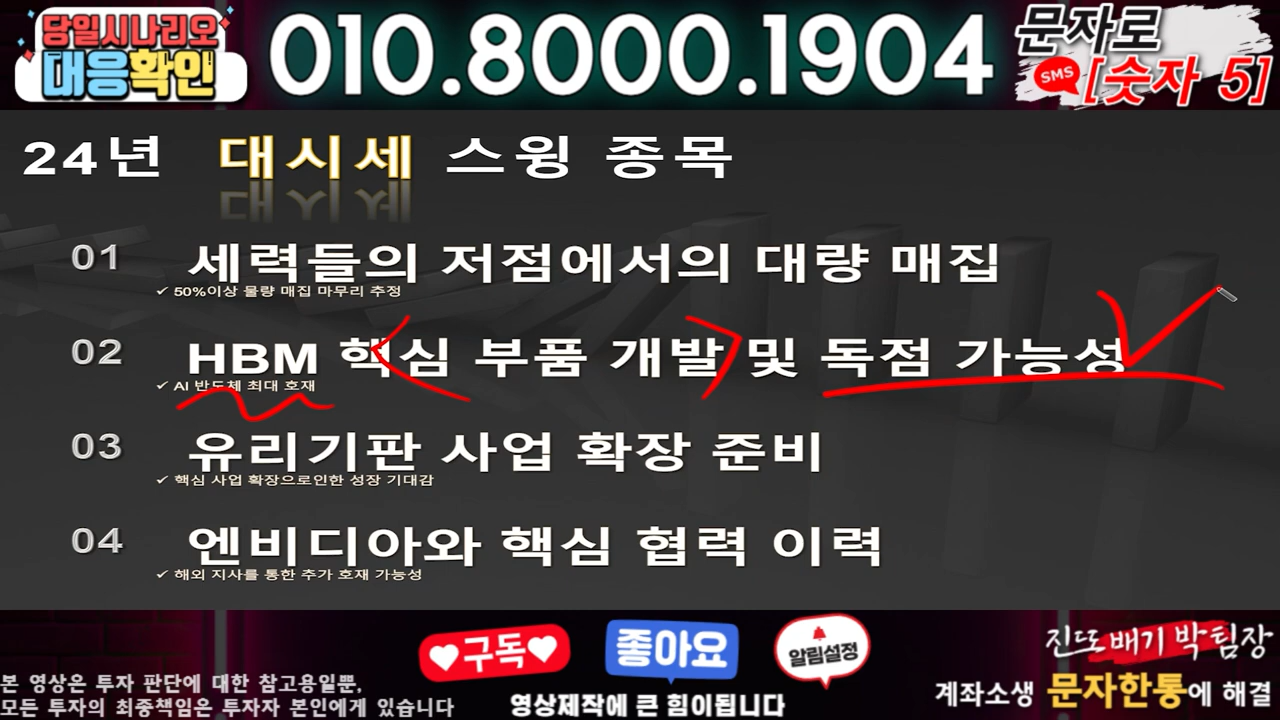 당일시나리오
대응확인
010.8000.1904
문자로
SMS [숫자 5]
24년 대시세 스윙 종목
01 세력들의 저점에서의 대량 매집
✓ 50%이상 물량 매집 마무리 추정
02 HBM 핵심 부품 개발 및 독점 가능성
✓ AI 반도체 최대 호재
03 유리기판 사업 확장 준비
✓ 핵심 사업 확장으로인한 성장 기대감
04 엔비디아와 핵심 협력 이력
✓ 해외 지사를 통한 추가 호재 가능성
구독
좋아요
알림설정
영상제작에 큰 힘이됩니다
본 영상은 투자 판단에 대한 참고용일뿐,
모든 투자의 최종책임은 투자자 본인에게 있습니다
진또배기 박팀장
계좌소생 문자한통에 해결